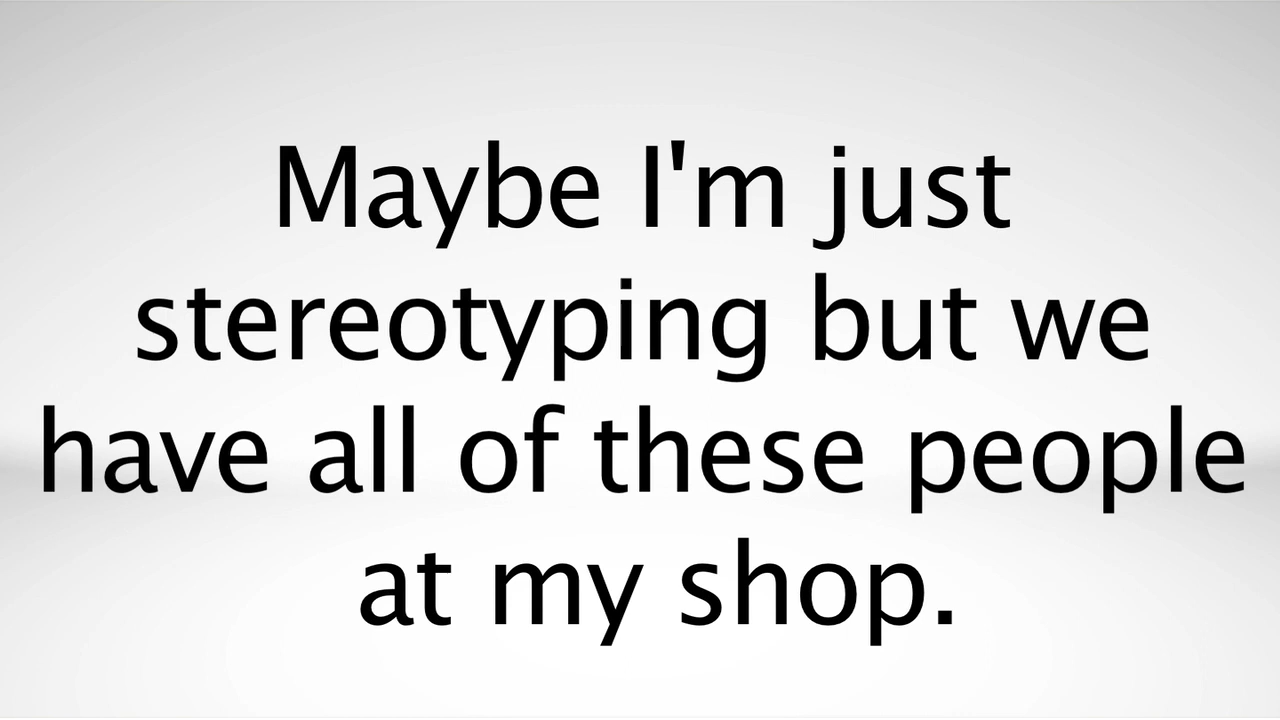 Maybe I'm just
stereotyping but we
have all of these people
at my shop.